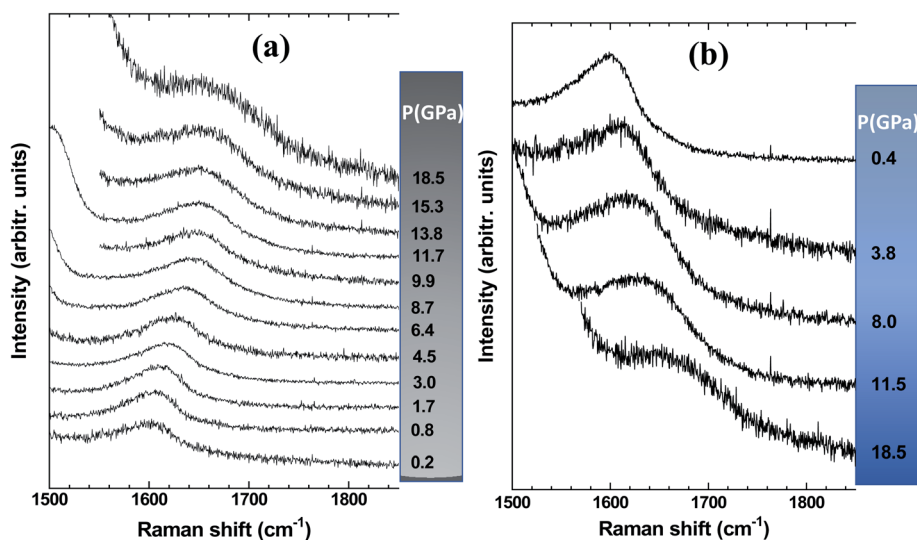 (a)
Intensity (arbitr. units)
P(GPa)
18.5
15.3
13.8
11.7
9.9
8.7
6.4
4.5
3.0
1.7
0.8
0.2
1500 1600 1700 1800
Raman shift (cm⁻¹)
(b)
Intensity (arbitr. units)
P(GPa)
0.4
3.8
8.0
11.5
18.5
1500 1600 1700 1800
Raman shift (cm⁻¹)